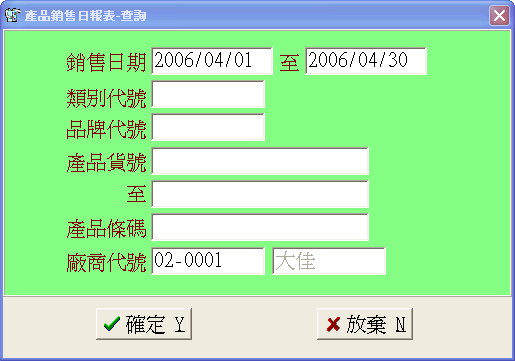 產品銷售日報表-查詢
銷售日期 2006/04/01 至 2006/04/30
類別代號
品牌代號
產品貨號
至
產品條碼
廠商代號 02-0001 大佳
確定 Y 放棄 N